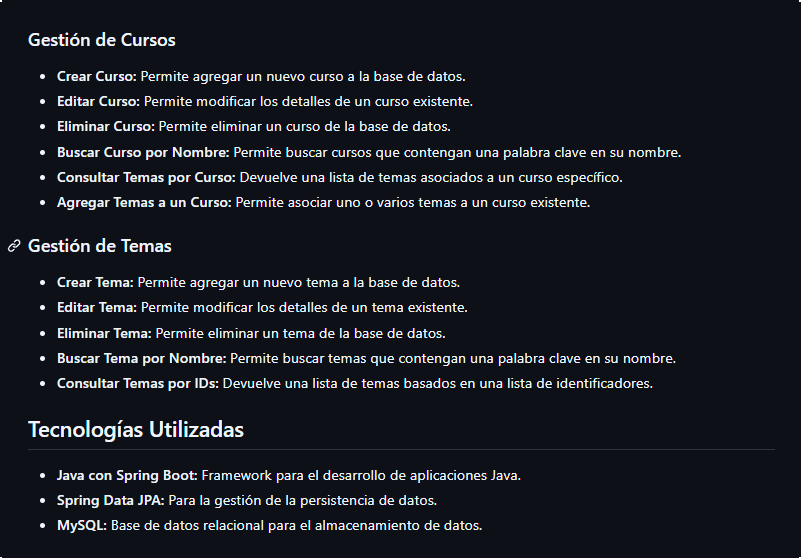 Gestión de Cursos
Crear Curso: Permite agregar un nuevo curso a la base de datos.
Editar Curso: Permite modificar los detalles de un curso existente.
Eliminar Curso: Permite eliminar un curso de la base de datos.
Buscar Curso por Nombre: Permite buscar cursos que contengan una palabra clave en su nombre.
Consultar Temas por Curso: Devuelve una lista de temas asociados a un curso específico.
Agregar Temas a un Curso: Permite asociar uno o varios temas a un curso existente.
Gestión de Temas
Crear Tema: Permite agregar un nuevo tema a la base de datos.
Editar Tema: Permite modificar los detalles de un tema existente.
Eliminar Tema: Permite eliminar un tema de la base de datos.
Buscar Tema por Nombre: Permite buscar temas que contengan una palabra clave en su nombre.
Consultar Temas por IDs: Devuelve una lista de temas basados en una lista de identificadores.
Tecnologías Utilizadas
Java con Spring Boot: Framework para el desarrollo de aplicaciones Java.
Spring Data JPA: Para la gestión de la persistencia de datos.
MySQL: Base de datos relacional para el almacenamiento de datos.